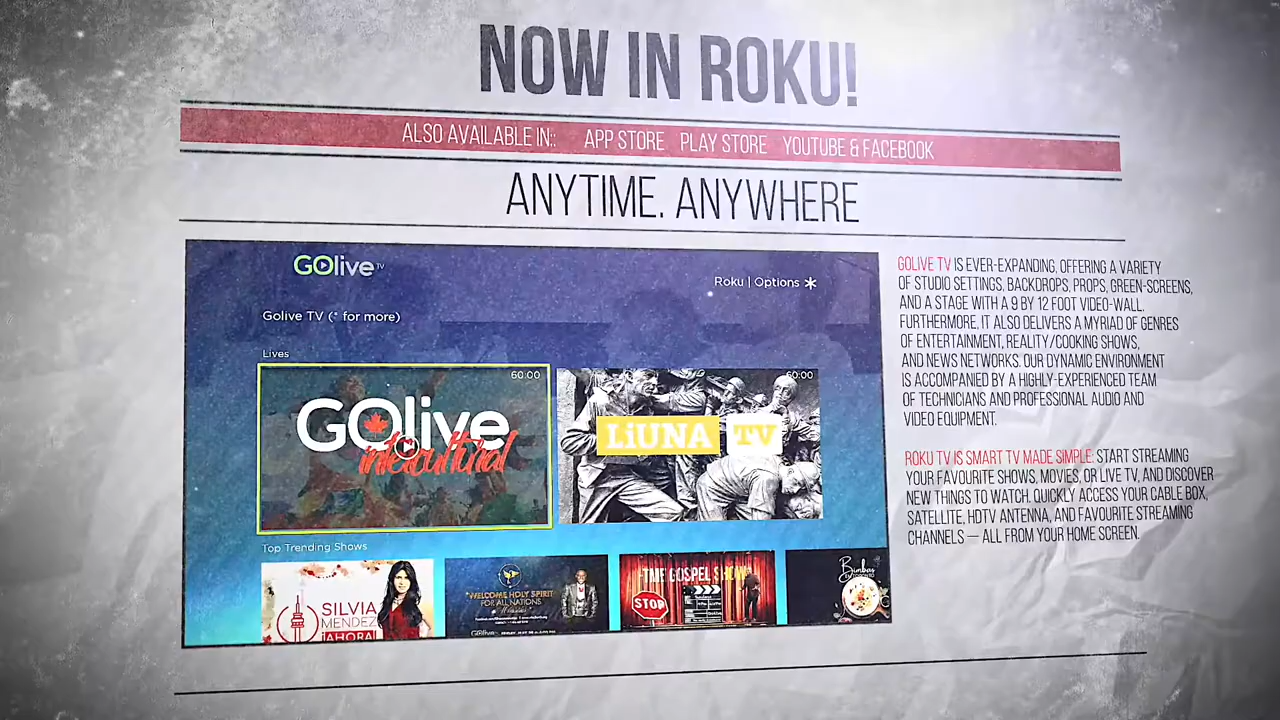 NOW IN ROKU!
ALSO AVAILABLE IN:: APP STORE PLAY STORE YOUTUBE & FACEBOOK
ANYTIME. ANYWHERE
GOlive TV
Roku | Options
Golive TV (* for more)
Lives
60:00
GOlive
intercultural
60:00
LiUNA TV
Top Trending Shows
SILVIA
MENDEZ
¡AHORA!
WELCOME HOLY SPIRIT
FOR ALL NATIONS
THE GOSPEL SHOW
STOP
Bimbas
GOLIVE TV IS EVER-EXPANDING, OFFERING A VARIETY
OF STUDIO SETTINGS, BACKDROPS, PROPS, GREEN-SCREENS,
AND A STAGE WITH A 9 BY 12 FOOT VIDEO-WALL.
FURTHERMORE, IT ALSO DELIVERS A MYRIAD OF GENRES
OF ENTERTAINMENT, REALITY/COOKING SHOWS,
AND NEWS NETWORKS. OUR DYNAMIC ENVIRONMENT
IS ACCOMPANIED BY A HIGHLY-EXPERIENCED TEAM
OF TECHNICIANS AND PROFESSIONAL AUDIO AND
VIDEO EQUIPMENT.
ROKU TV IS SMART TV MADE SIMPLE: START STREAMING
YOUR FAVOURITE SHOWS, MOVIES, OR LIVE TV, AND DISCOVER
NEW THINGS TO WATCH. QUICKLY ACCESS YOUR CABLE BOX,
SATELLITE, HDTV ANTENNA, AND FAVOURITE STREAMING
CHANNELS — ALL FROM YOUR HOME SCREEN.